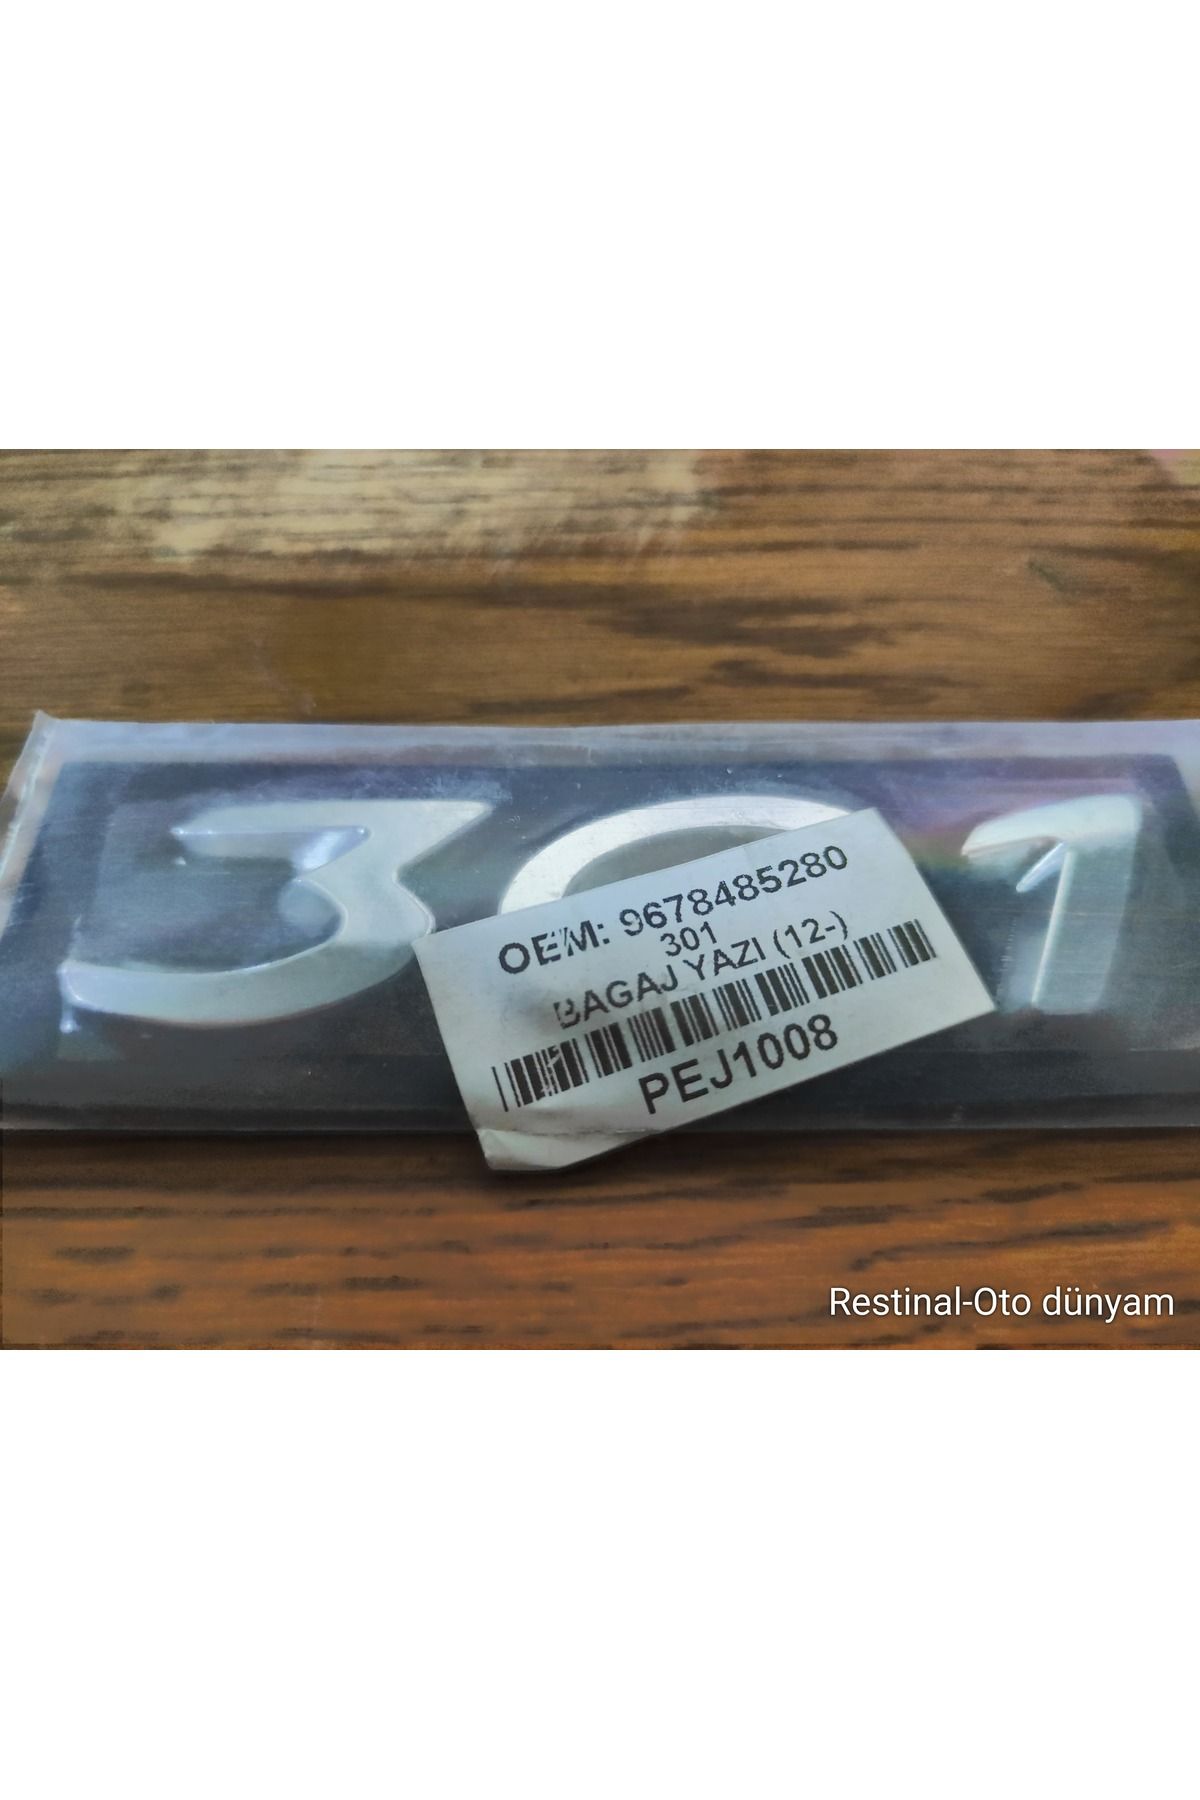 301
OEM: 9678485280
301
BAGAJ YAZI (12-)
PEJ1008
Restinal-Oto dünyam